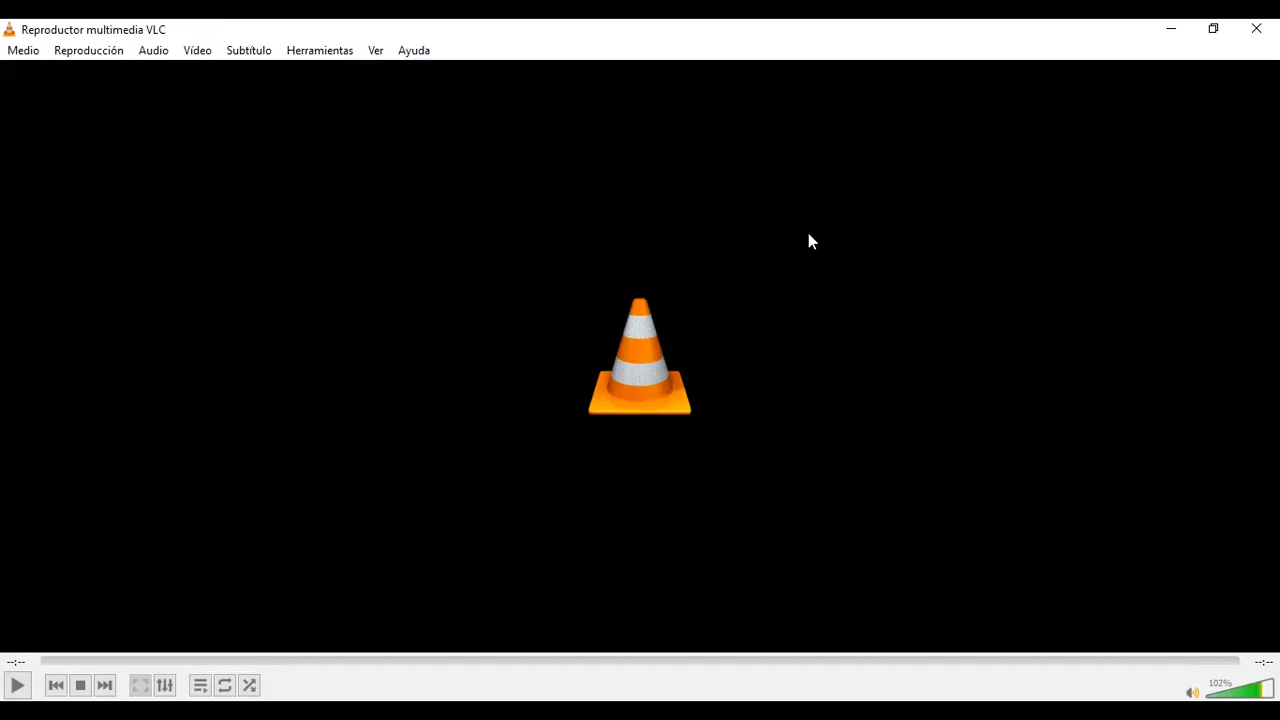 Reproductor multimedia VLC
Medio Reproducción Audio Vídeo Subtítulo Herramientas Ver Ayuda
--:-- --:--
102%